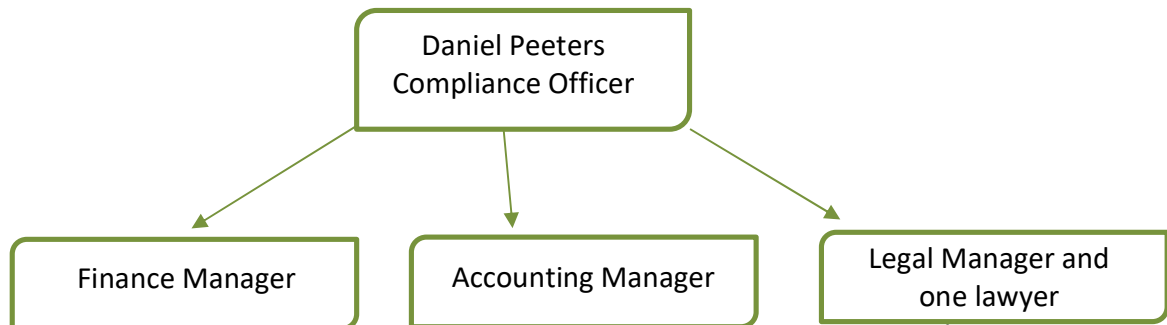 Daniel Peeters
Compliance Officer
Finance Manager
Accounting Manager
Legal Manager and
one lawyer